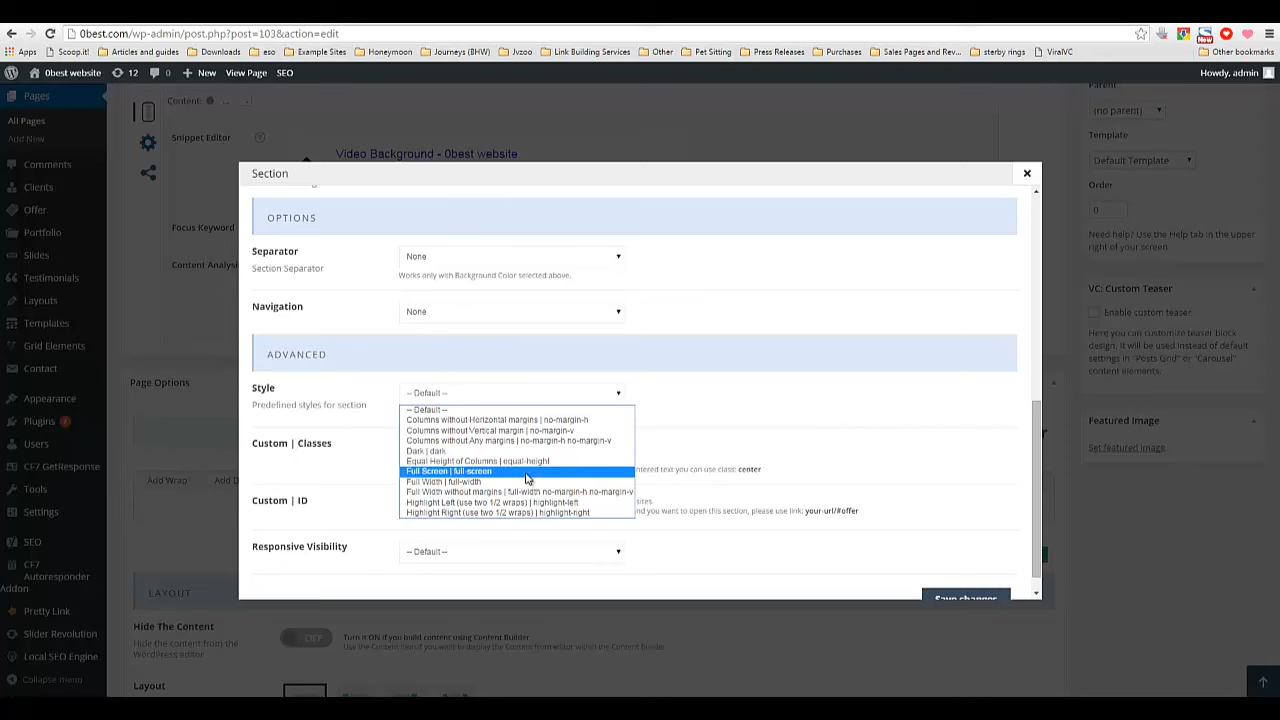 0best.com/wp-admin/post.php?post=103&action=edit
Apps Scoop.it! Articles and guides Downloads eso Example Sites Honeymoon Journeys (BHW) Jvzoo Link Building Services Other Pet Sitting Press Releases Purchases Sales Pages and Rev... sterby rings ViralVC Other bookmarks
0best website 12 0 New View Page SEO Howdy, admin
Pages
All Pages
Add New
Comments
Clients
Offer
Portfolio
Slides
Testimonials
Layouts
Templates
Grid Elements
Contact
Appearance
Plugins 2
Users
CF7 GetResponse
Tools
Settings
SEO
CF7
Autoresponder
Addon
Pretty Link
Slider Revolution
Local SEO Engine
Collapse menu
Content:
Snippet Editor
Video Background - 0best website
Focus Keyword
Content Analysi
Page Options
Add Wrap
Add D
LAYOUT
Hide The Content
Hide the content from the
WordPress editor
OFF
Turn it ON if you build content using Content Builder
Use the Content item if you want to display the Content from editor within the Content Builder
Layout
Section
OPTIONS
Separator
Section Separator
None
Works only with Background Color selected above.
Navigation
None
ADVANCED
Style
Predefined styles for section
-- Default --
-- Default --
Columns without Horizontal margins | no-margin-h
Columns without Vertical margin | no-margin-v
Columns without Any margins | no-margin-h no-margin-v
Dark | dark
Equal Height of Columns | equal-height
Full Screen | full-screen
Full Width | full-width
Full Width without margins | full-width no-margin-h no-margin-v
Highlight Left (use two 1/2 wraps) | highlight-left
Highlight Right (use two 1/2 wraps) | highlight-right
Custom | Classes
ntered text you can use class: center
Custom | ID
sites.
nd you want to open this section, please use link: your-url/#offer
Responsive Visibility
-- Default --
Save changes
Parent
(no parent)
Template
Default Template
Order
0
Need help? Use the Help tab in the upper
right of your screen.
VC: Custom Teaser
Enable custom teaser
Here you can customize teaser block
design. It will be used instead of default
settings in "Posts Grid" or "Carousel"
content elements.
Featured Image
Set featured image